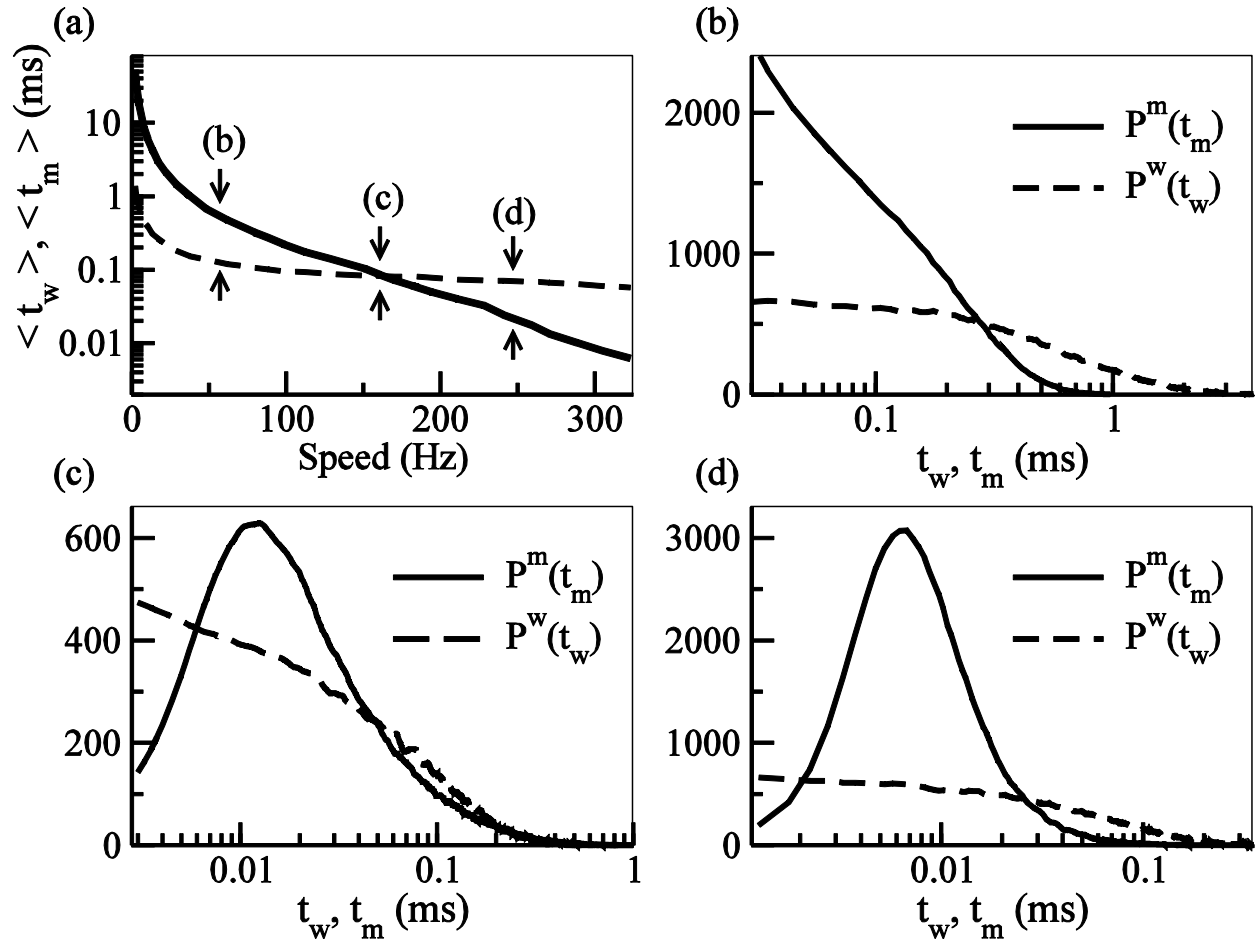 (a)
< t_w >, < t_m > (ms)
10
1
0.1
0.01
(b)
(c)
(d)
0
100
200
300
Speed (Hz)
(b)
2000
1000
0
P^m(t_m)
P^w(t_w)
0.1
1
t_w, t_m (ms)
(c)
600
400
200
0
P^m(t_m)
P^w(t_w)
0.01
0.1
1
t_w, t_m (ms)
(d)
3000
2000
1000
0
P^m(t_m)
P^w(t_w)
0.01
0.1
t_w, t_m (ms)